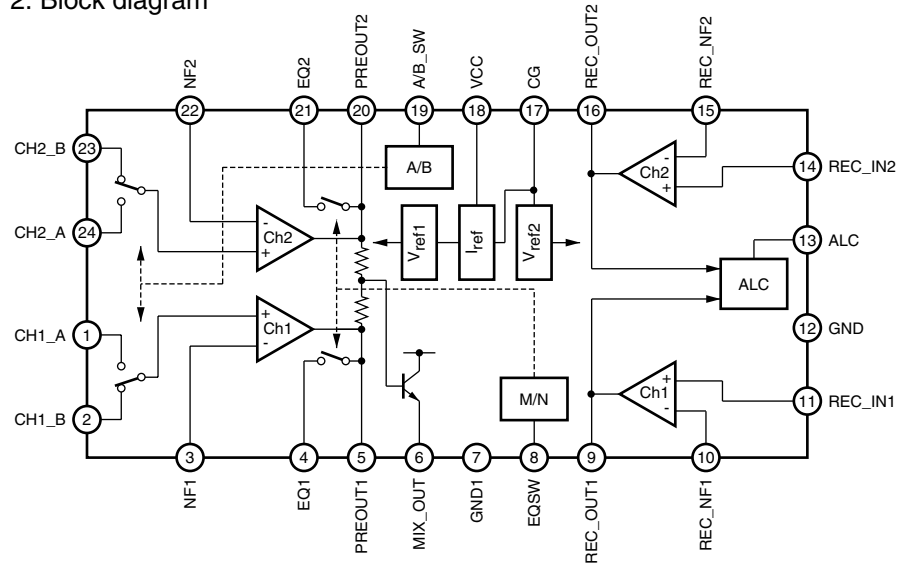 2. Block diagram
NF2
EQ2
PREOUT2
A/B_SW
VCC
CG
REC_OUT2
REC_NF2
22
21
20
19
18
17
16
15
CH2_B
23
A/B
Ch2
-
+
14
REC_IN2
CH2_A
24
-
+
Ch2
Vref1
Iref
Vref2
13
ALC
ALC
CH1_A
1
+
-
Ch1
12
GND
CH1_B
2
M/N
Ch1
+
-
11
REC_IN1
3
4
5
6
7
8
9
10
NF1
EQ1
PREOUT1
MIX_OUT
GND1
EQSW
REC_OUT1
REC_NF1